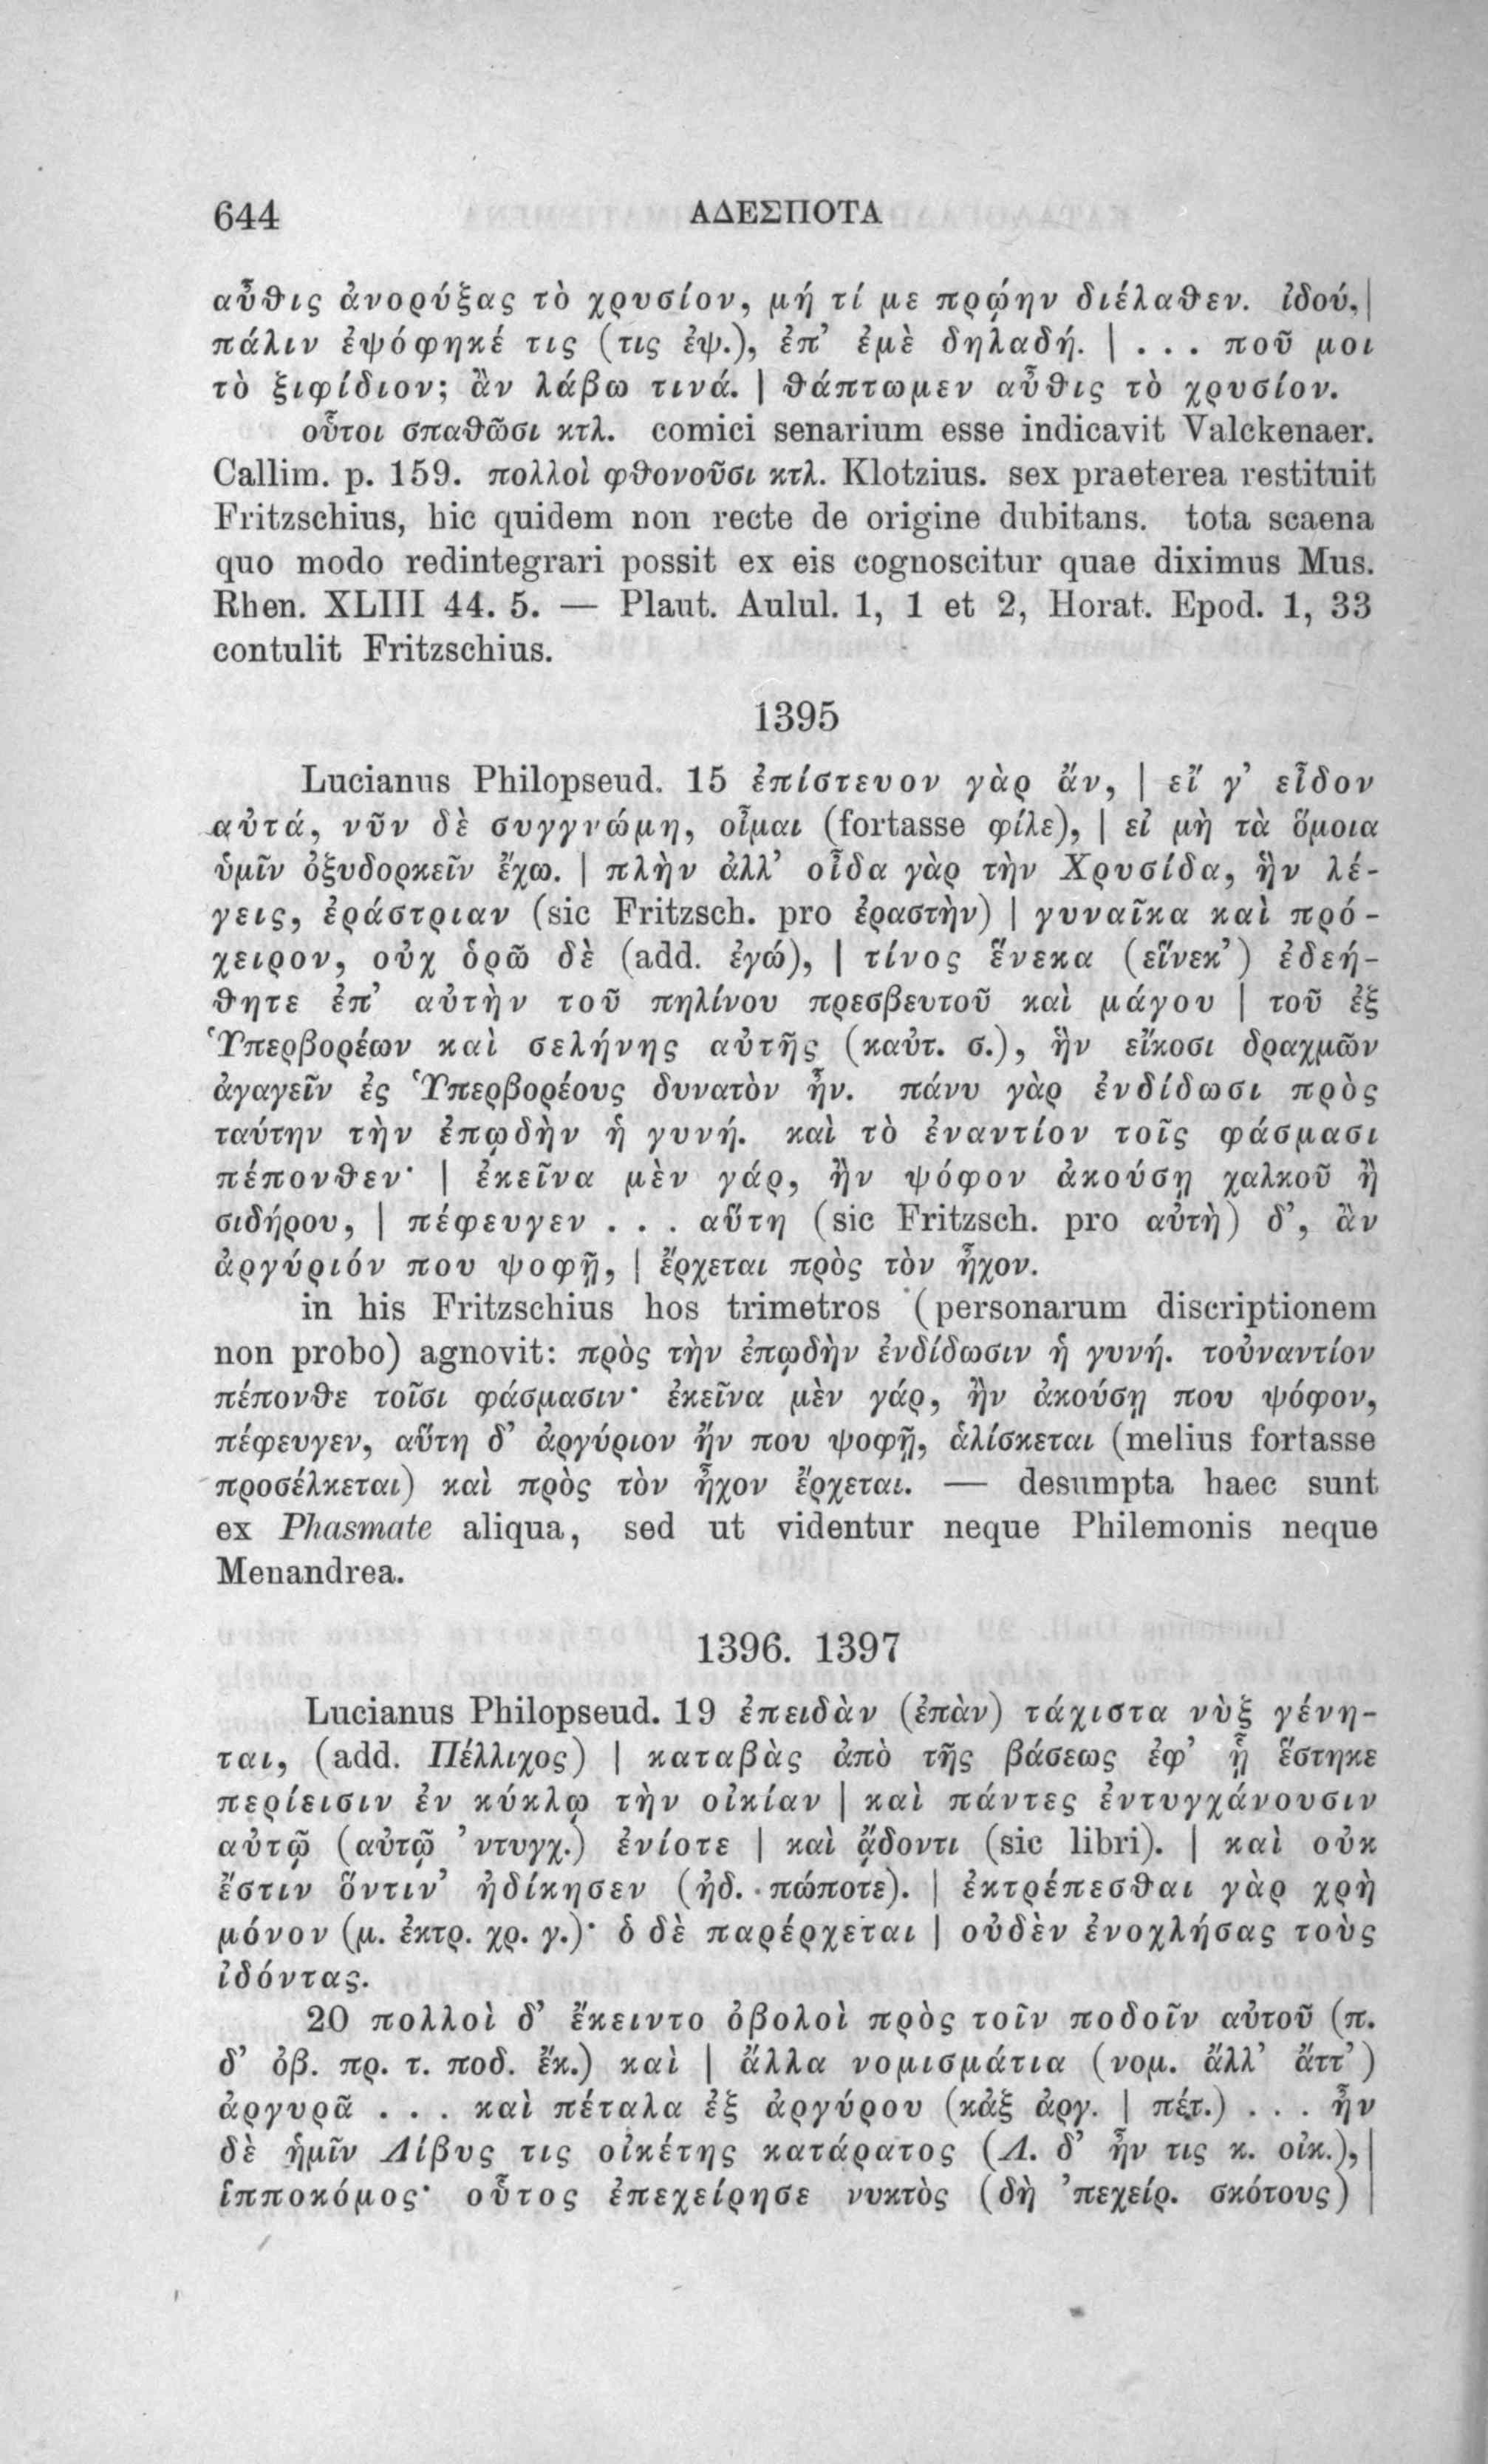 644 ΑΔΕΣΠΟΤΑ
αὖθις ἀνορύξας τὸ χρυσίον, μή τί με πρῴην διέλαθεν. ἰδού, |
πάλιν ἐψόφηκέ τις (τις ἐψ.), ἐπ’ ἐμὲ δηλαδή. | . . . ποῦ μοι
τὸ ξιφίδιον; ἂν λάβω τινά. | θάπτωμεν αὖθις τὸ χρυσίον.
οὗτοι σπαθῶσι κτλ. comici senarium esse indicavit Valckenaer.
Callim. p. 159. πολλοὶ φθονοῦσι κτλ. Klotzius. sex praeterea restituit
Fritzschius, hic quidem non recte de origine dubitans. tota scaena
quo modo redintegrari possit ex eis cognoscitur quae diximus Mus.
Rhen. XLIII 44. 5. — Plaut. Aulul. 1, 1 et 2, Horat. Epod. 1, 33
contulit Fritzschius.
1395
Lucianus Philopseud. 15 ἐπίστευον γὰρ ἄν, | εἴ γ’ εἶδον
αὐτά, νῦν δὲ συγγνώμη, οἶμαι (fortasse φίλε), | εἰ μὴ τὰ ὅμοια
ὑμῖν ὀξυδορκεῖν ἔχω. | πλὴν ἀλλ’ οἶδα γὰρ τὴν Χρυσίδα, ἣν λέ-
γεις, ἐράστριαν (sic Fritzsch. pro ἐραστὴν) | γυναῖκα καὶ πρό-
χειρον, οὐχ ὁρῶ δὲ (add. ἐγώ), | τίνος ἕνεκα (εἵνεκ’) ἐδεή-
θητε ἐπ’ αὐτὴν τοῦ πηλίνου πρεσβευτοῦ καὶ μάγου | τοῦ ἐξ
Ὑπερβορέων καὶ σελήνης αὐτῆς (καὐτ. σ.), ἣν εἴκοσι δραχμῶν
ἀγαγεῖν ἐς Ὑπερβορέους δυνατὸν ἦν. πάνυ γὰρ ἐνδίδωσι πρὸς
ταύτην τὴν ἐπῳδὴν ἡ γυνή. καὶ τὸ ἐναντίον τοῖς φάσμασι
πέπονθεν· | ἐκεῖνα μὲν γάρ, ἢν ψόφον ἀκούσῃ χαλκοῦ ἢ
σιδήρου, | πέφευγεν . . . αὕτη (sic Fritzsch. pro αὐτὴ) δ’, ἂν
ἀργύριόν που ψοφῇ, | ἔρχεται πρὸς τὸν ἦχον.
in his Fritzschius hos trimetros (personarum discriptionem
non probo) agnovit: πρὸς τὴν ἐπῳδὴν ἐνδίδωσιν ἡ γυνή. τοὐναντίον
πέπονθε τοῖσι φάσμασιν· ἐκεῖνα μὲν γάρ, ἢν ἀκούσῃ που ψόφον,
πέφευγεν, αὕτη δ’ ἀργύριον ἤν που ψοφῇ, ἁλίσκεται (melius fortasse
προσέλκεται) καὶ πρὸς τὸν ἦχον ἔρχεται. — desumpta haec sunt
ex Phasmate aliqua, sed ut videntur neque Philemonis neque
Menandrea.
1396. 1397
Lucianus Philopseud. 19 ἐπειδὰν (ἐπὰν) τάχιστα νὺξ γένη-
ται, (add. Πέλλιχος) | καταβὰς ἀπὸ τῆς βάσεως ἐφ’ ᾗ ἕστηκε
περίεισιν ἐν κύκλῳ τὴν οἰκίαν | καὶ πάντες ἐντυγχάνουσιν
αὐτῷ (αὐτῷ ’ντυγχ.) ἐνίοτε | καὶ ᾄδοντι (sic libri). | καὶ οὐκ
ἔστιν ὅντιν’ ἠδίκησεν (ἠδ. πώποτε). | ἐκτρέπεσθαι γὰρ χρὴ
μόνον (μ. ἐκτρ. χρ. γ.)· ὁ δὲ παρέρχεται | οὐδὲν ἐνοχλήσας τοὺς
ἰδόντας.
20 πολλοὶ δ’ ἔκειντο ὀβολοὶ πρὸς τοῖν ποδοῖν αὐτοῦ (π.
δ’ ὀβ. πρ. τ. ποδ. ἔκ.) καὶ | ἄλλα νομισμάτια (νομ. ἄλλ’ ἄττ’)
ἀργυρᾶ . . . καὶ πέταλα ἐξ ἀργύρου (κἀξ ἀργ. | πέτ.) . . . ἦν
δὲ ἡμῖν Λίβυς τις οἰκέτης κατάρατος (Λ. δ’ ἦν τις κ. οἰκ.), |
ἱπποκόμος· οὗτος ἐπεχείρησε νυκτὸς (δὴ ’πεχείρ. σκότους) |